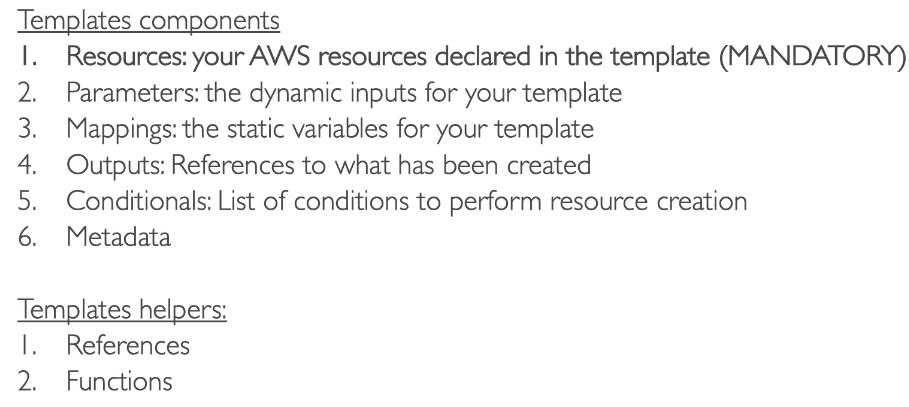 Templates components
1. Resources: your AWS resources declared in the template (MANDATORY)
2. Parameters: the dynamic inputs for your template
3. Mappings: the static variables for your template
4. Outputs: References to what has been created
5. Conditionals: List of conditions to perform resource creation
6. Metadata
Templates helpers:
1. References
2. Functions